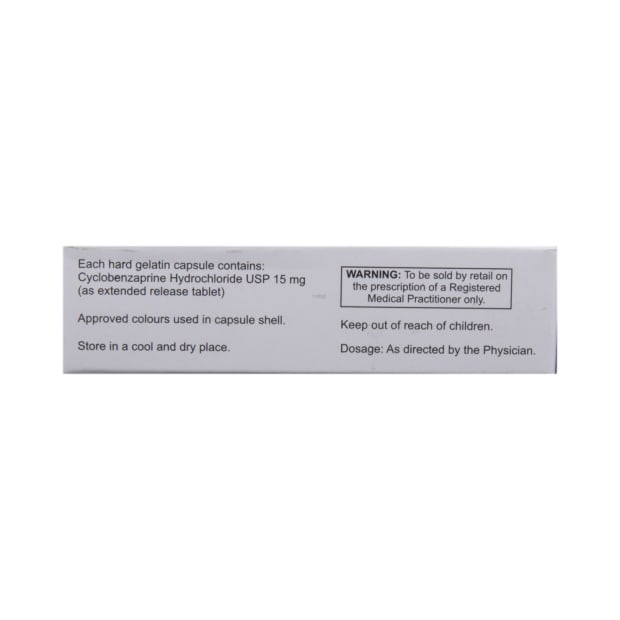 Each hard gelatin capsule contains:
Cyclobenzaprine Hydrochloride USP 15 mg
(as extended release tablet)
Approved colours used in capsule shell.
Store in a cool and dry place.
WARNING: To be sold by retail on
the prescription of a Registered
Medical Practitioner only.
Keep out of reach of children.
Dosage: As directed by the Physician.